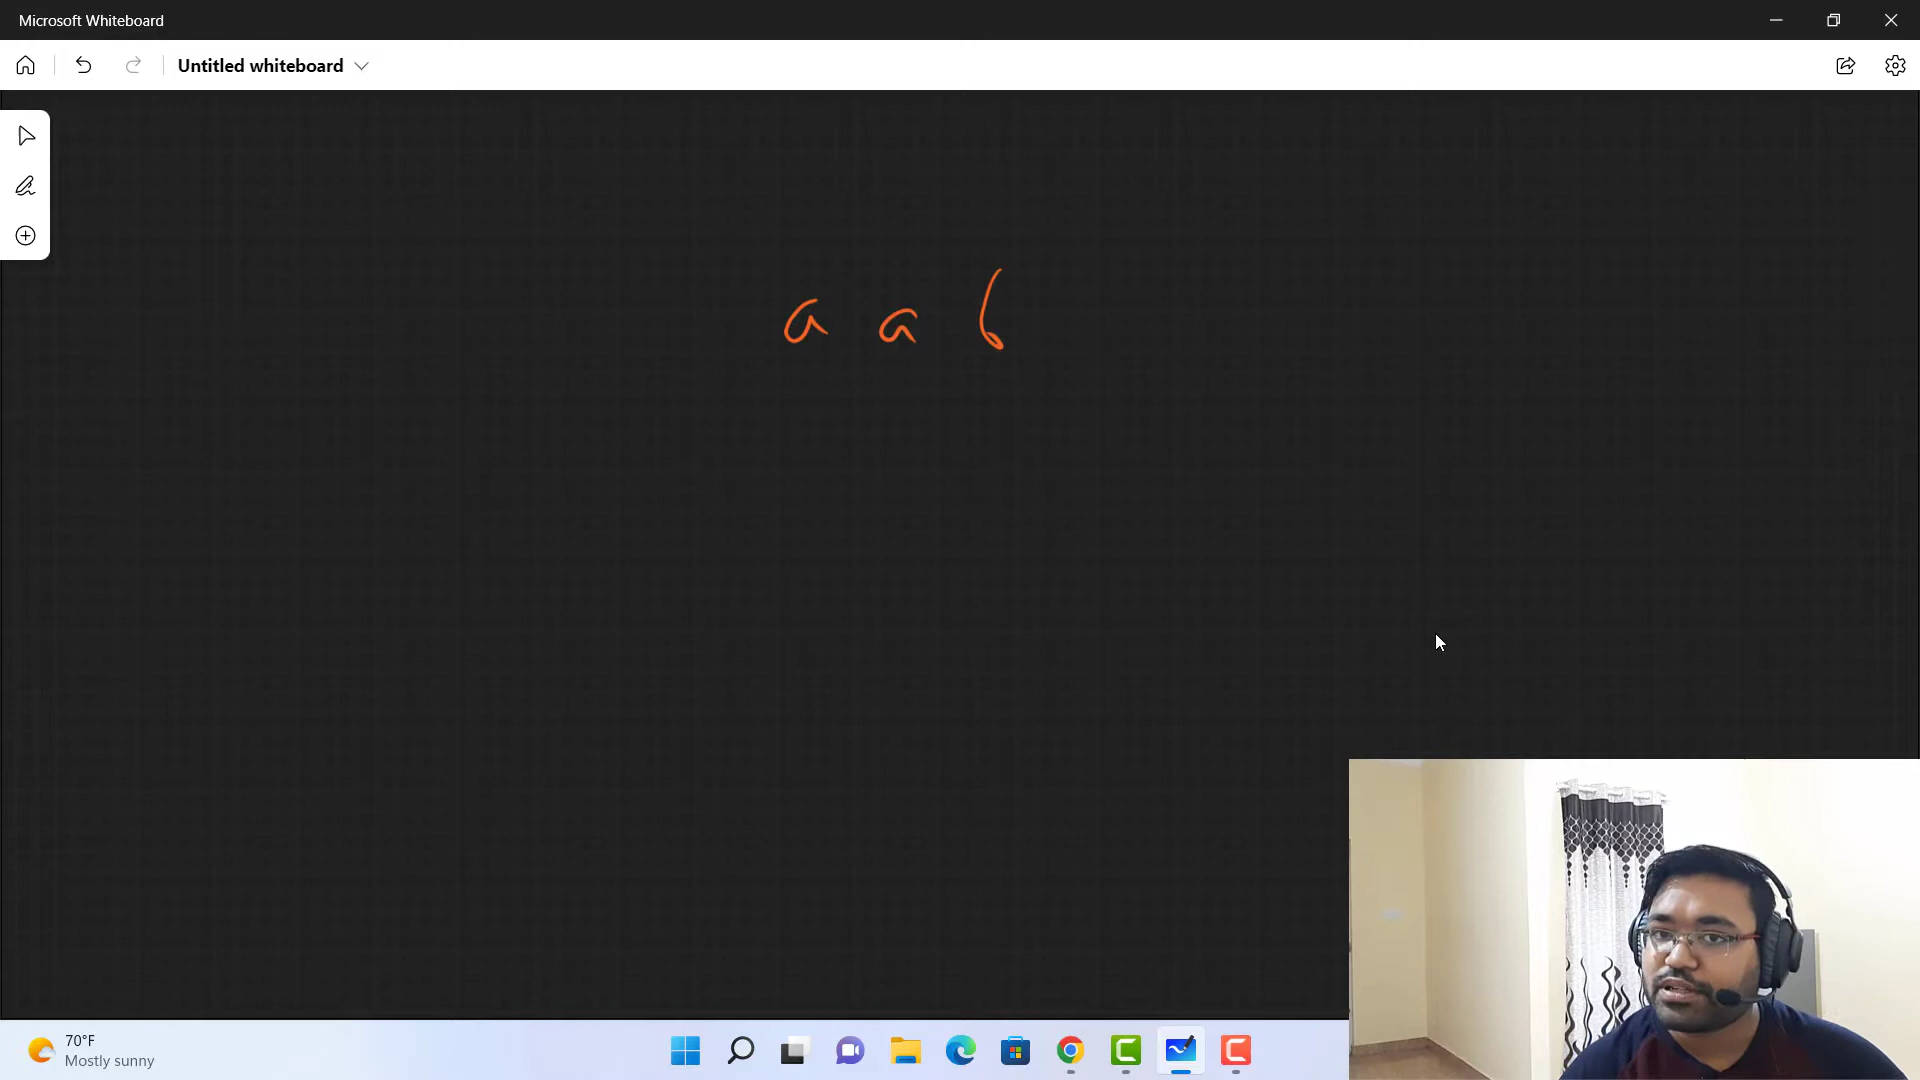 Microsoft Whiteboard
Untitled whiteboard
a a b
70°F
Mostly sunny